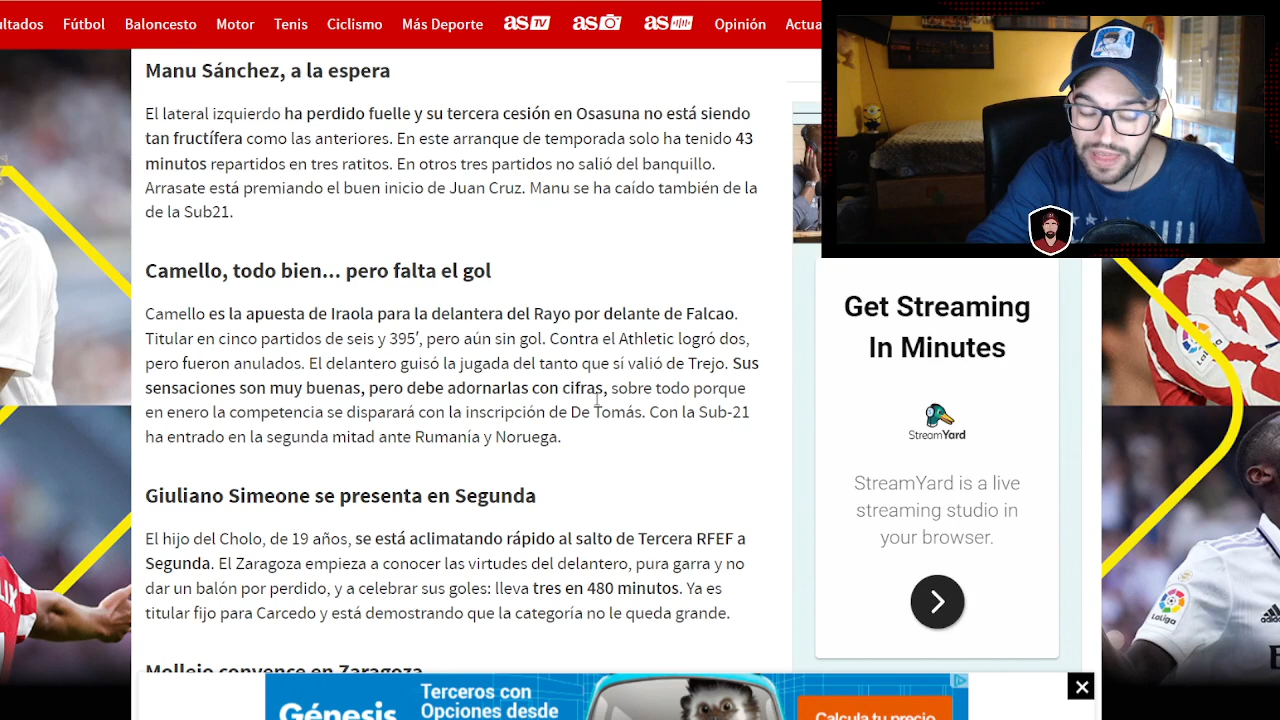 ultados Fútbol Baloncesto Motor Tenis Ciclismo Más Deporte as TV as as Opinión Actua
Manu Sánchez, a la espera
El lateral izquierdo ha perdido fuelle y su tercera cesión en Osasuna no está siendo
tan fructífera como las anteriores. En este arranque de temporada solo ha tenido 43
minutos repartidos en tres ratitos. En otros tres partidos no salió del banquillo.
Arrasate está premiando el buen inicio de Juan Cruz. Manu se ha caído también de la
de la Sub21.
Camello, todo bien... pero falta el gol
Camello es la apuesta de Iraola para la delantera del Rayo por delante de Falcao.
Titular en cinco partidos de seis y 395’, pero aún sin gol. Contra el Athletic logró dos,
pero fueron anulados. El delantero guisó la jugada del tanto que sí valió de Trejo. Sus
sensaciones son muy buenas, pero debe adornarlas con cifras, sobre todo porque
en enero la competencia se disparará con la inscripción de De Tomás. Con la Sub-21
ha entrado en la segunda mitad ante Rumanía y Noruega.
Giuliano Simeone se presenta en Segunda
El hijo del Cholo, de 19 años, se está aclimatando rápido al salto de Tercera RFEF a
Segunda. El Zaragoza empieza a conocer las virtudes del delantero, pura garra y no
dar un balón por perdido, y a celebrar sus goles: lleva tres en 480 minutos. Ya es
titular fijo para Carcedo y está demostrando que la categoría no le queda grande.
Mollejo convence en Zaragoza
Get Streaming
In Minutes
StreamYard
StreamYard is a live
streaming studio in
your browser.
LaLiga
LaLiga
Génesis
Terceros con
Opciones desde
Calcula tu precio